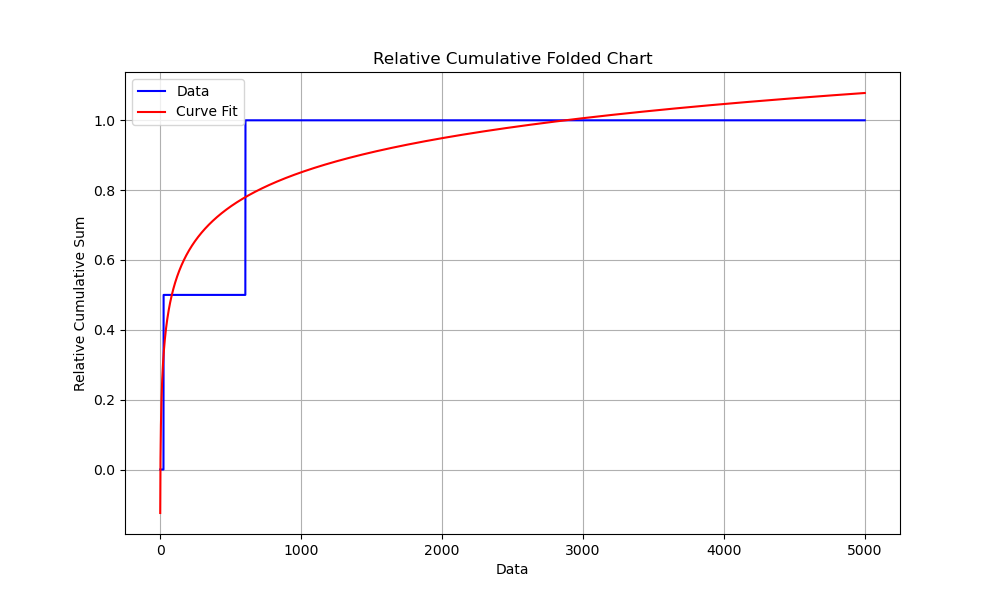 Relative Cumulative Folded Chart
Data
Curve Fit
Relative Cumulative Sum
1.0
0.8
0.6
0.4
0.2
0.0
0 1000 2000 3000 4000 5000
Data